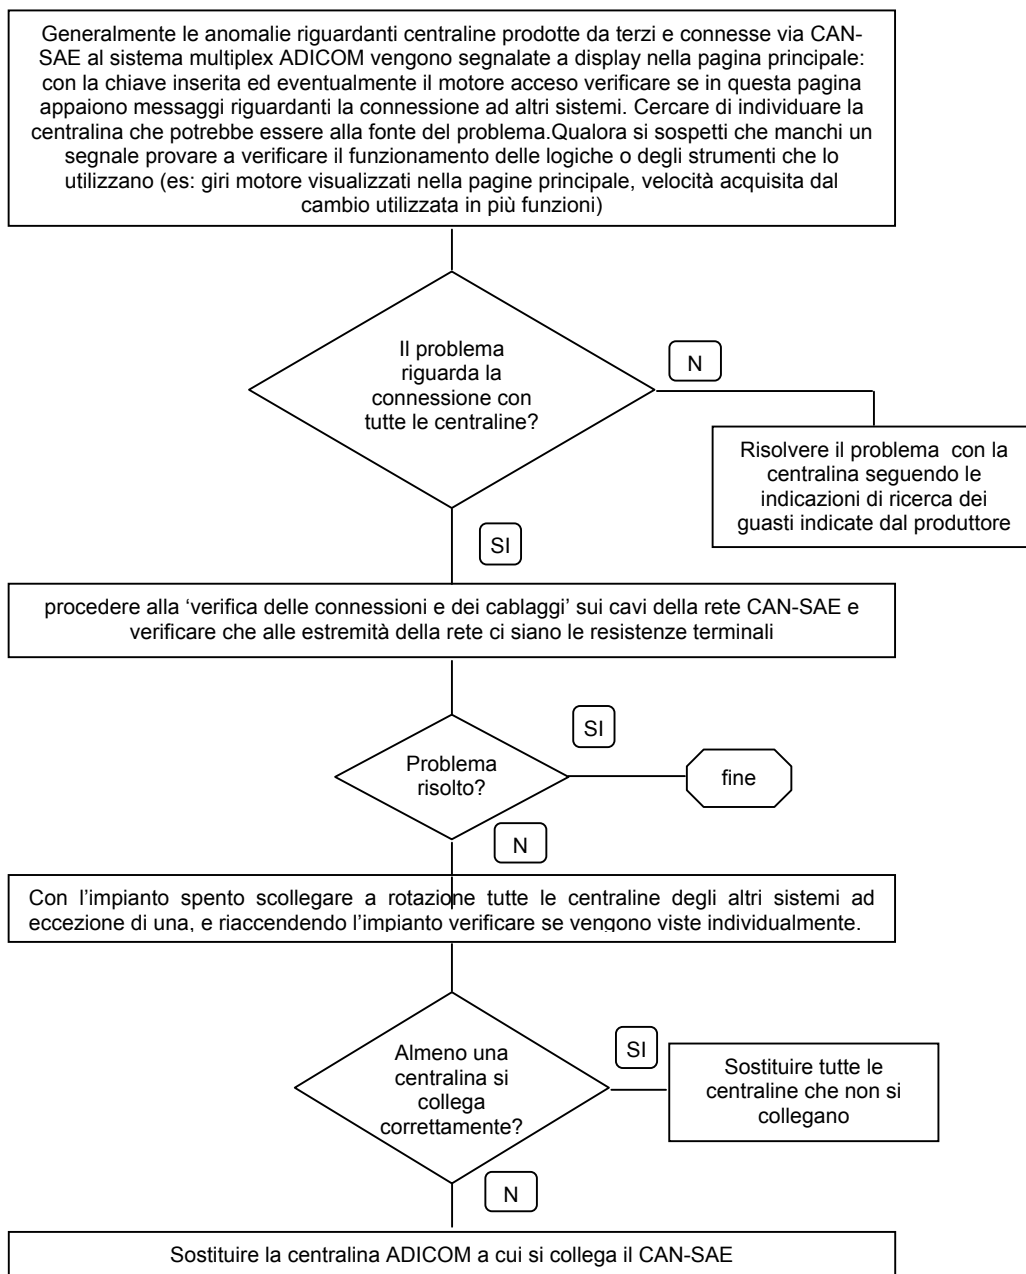 Generalmente le anomalie riguardanti centraline prodotte da terzi e connesse via CAN-
SAE al sistema multiplex ADICOM vengono segnalate a display nella pagina principale:
con la chiave inserita ed eventualmente il motore acceso verificare se in questa pagina
appaiono messaggi riguardanti la connessione ad altri sistemi. Cercare di individuare la
centralina che potrebbe essere alla fonte del problema.Qualora si sospetti che manchi un
segnale provare a verificare il funzionamento delle logiche o degli strumenti che lo
utilizzano (es: giri motore visualizzati nella pagine principale, velocità acquisita dal
cambio utilizzata in più funzioni)
Il problema
riguarda la
connessione con
tutte le centraline?
N
Risolvere il problema con la
centralina seguendo le
indicazioni di ricerca dei
guasti indicate dal produttore
SI
procedere alla ‘verifica delle connessioni e dei cablaggi’ sui cavi della rete CAN-SAE e
verificare che alle estremità della rete ci siano le resistenze terminali
SI
Problema
risolto?
fine
N
Con l’impianto spento scollegare a rotazione tutte le centraline degli altri sistemi ad
eccezione di una, e riaccendendo l’impianto verificare se vengono viste individualmente.
Almeno una
centralina si
collega
correttamente?
SI
Sostituire tutte le
centraline che non si
collegano
N
Sostituire la centralina ADICOM a cui si collega il CAN-SAE